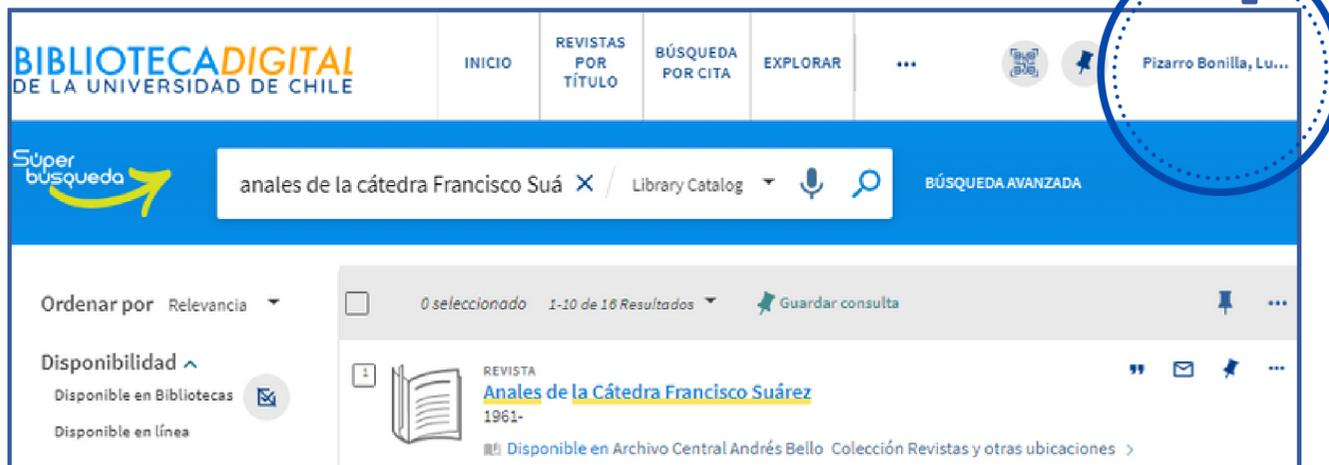 BIBLIOTECADIGITAL
DE LA UNIVERSIDAD DE CHILE
INICIO
REVISTAS
POR
TÍTULO
BÚSQUEDA
POR CITA
EXPLORAR
Pizarro Bonilla, Lu...
Súper
búsqueda
anales de la cátedra Francisco Suá
Library Catalog
BÚSQUEDA AVANZADA
Ordenar por Relevancia
0 seleccionado 1-10 de 16 Resultados
Guardar consulta
Disponibilidad
Disponible en Bibliotecas
Disponible en línea
1
REVISTA
Anales de la Cátedra Francisco Suárez
1961-
Disponible en Archivo Central Andrés Bello Colección Revistas y otras ubicaciones >